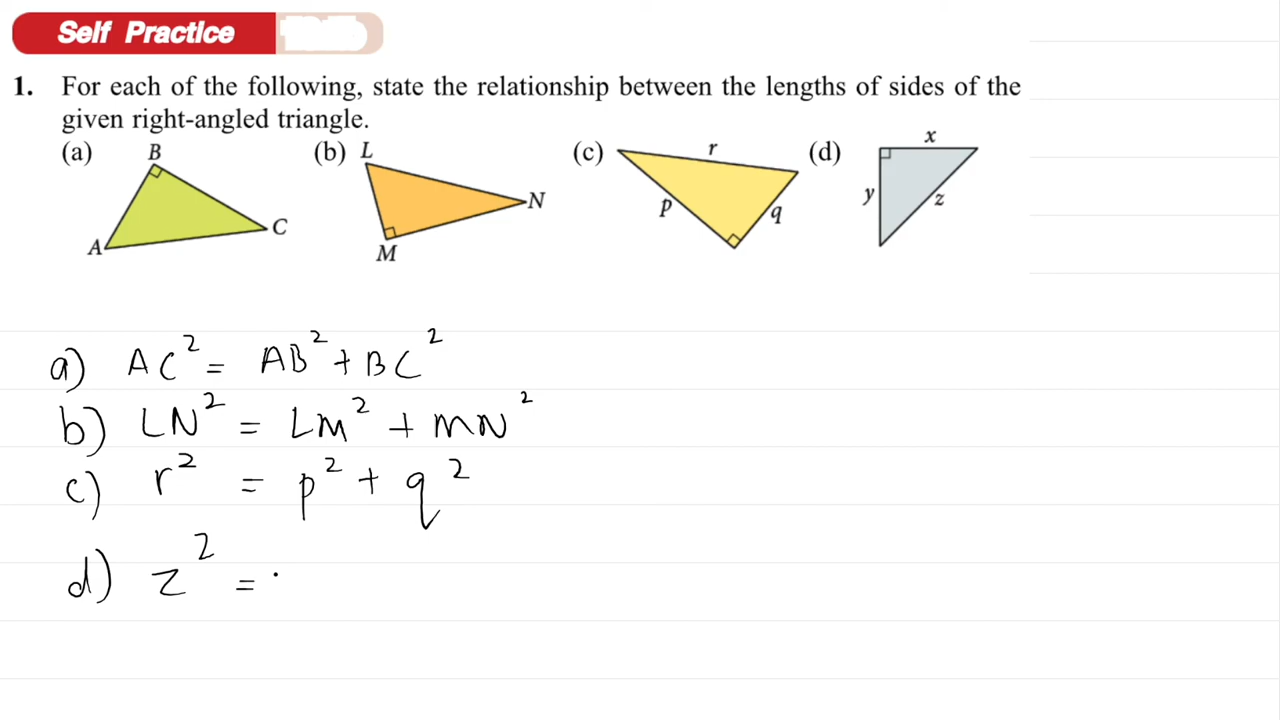 Self Practice
1. For each of the following, state the relationship between the lengths of sides of the
given right-angled triangle.
(a) B A C (b) L N M (c) r p q (d) x y z
a) AC² = AB² + BC²
b) LN² = LM² + MN²
c) r² = p² + q²
d) z² =